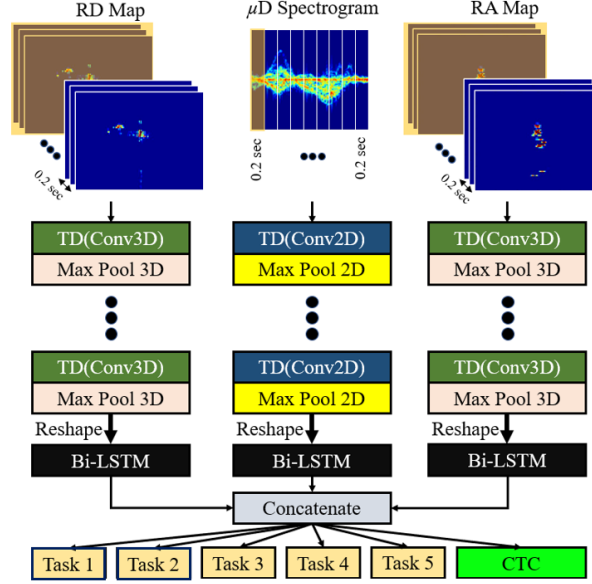 RD Map
μD Spectrogram
RA Map
0.2 sec
0.2 sec
0.2 sec
0.2 sec
TD(Conv3D)
Max Pool 3D
TD(Conv2D)
Max Pool 2D
TD(Conv3D)
Max Pool 3D
TD(Conv3D)
Max Pool 3D
TD(Conv2D)
Max Pool 2D
TD(Conv3D)
Max Pool 3D
Reshape
Reshape
Reshape
Bi-LSTM
Bi-LSTM
Bi-LSTM
Concatenate
Task 1
Task 2
Task 3
Task 4
Task 5
CTC